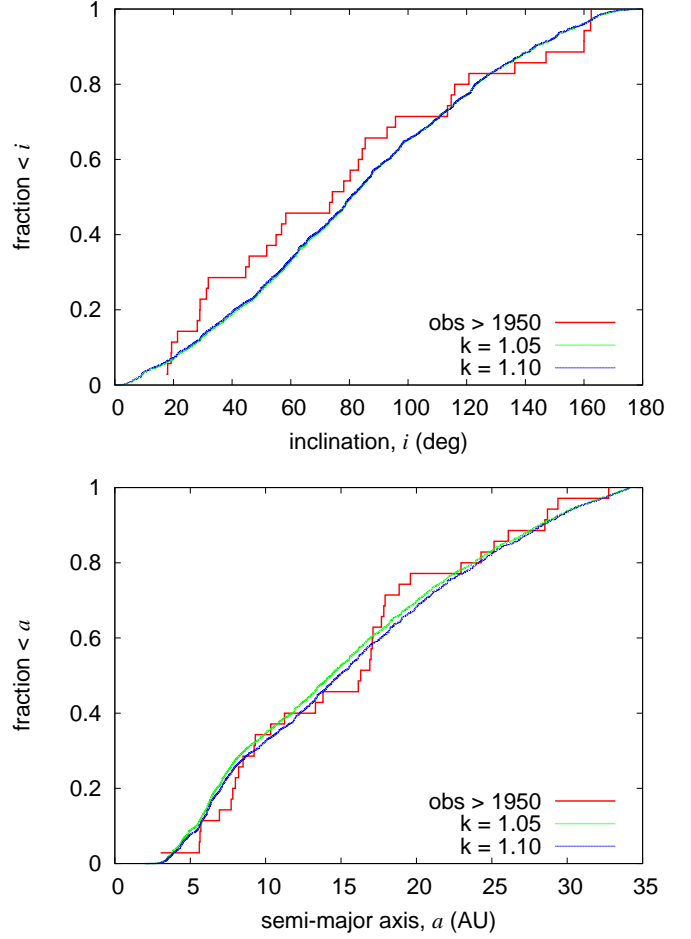 1
0.8
0.6
0.4
0.2
0
fraction < i
obs > 1950
k = 1.05
k = 1.10
0 20 40 60 80 100 120 140 160 180
inclination, i (deg)
1
0.8
0.6
0.4
0.2
0
fraction < a
obs > 1950
k = 1.05
k = 1.10
0 5 10 15 20 25 30 35
semi-major axis, a (AU)